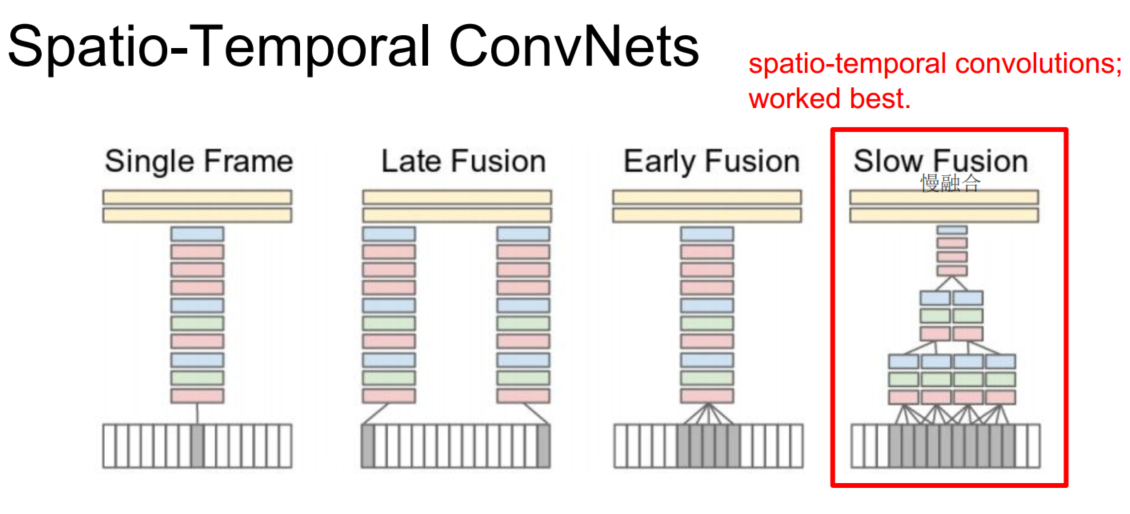 Spatio-Temporal ConvNets
spatio-temporal convolutions;
worked best.
Single Frame
Late Fusion
Early Fusion
Slow Fusion
慢融合